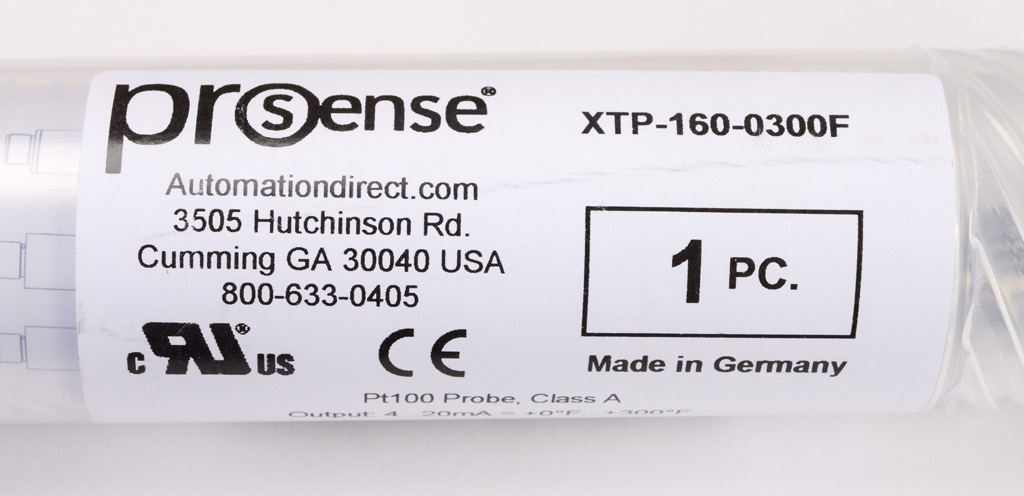 prosense®
XTP-160-0300F
Automationdirect.com
3505 Hutchinson Rd.
Cumming GA 30040 USA
800-633-0405
1 PC.
c RU® US
CE
Made in Germany
Pt100 Probe, Class A
Output: 4...20mA = +0°F...+300°F